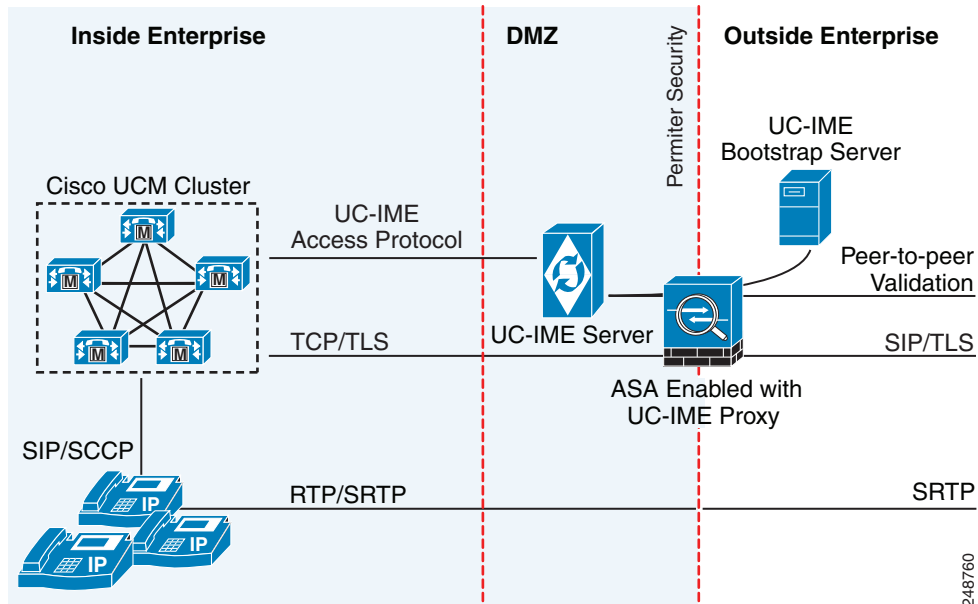 Inside Enterprise
DMZ
Outside Enterprise
Permiter Security
UC-IME
Bootstrap Server
Cisco UCM Cluster
M
M
M
M
M
UC-IME
Access Protocol
Peer-to-peer
Validation
TCP/TLS
UC-IME Server
SIP/TLS
ASA Enabled with
UC-IME Proxy
SIP/SCCP
IP
IP
IP
RTP/SRTP
SRTP
248760